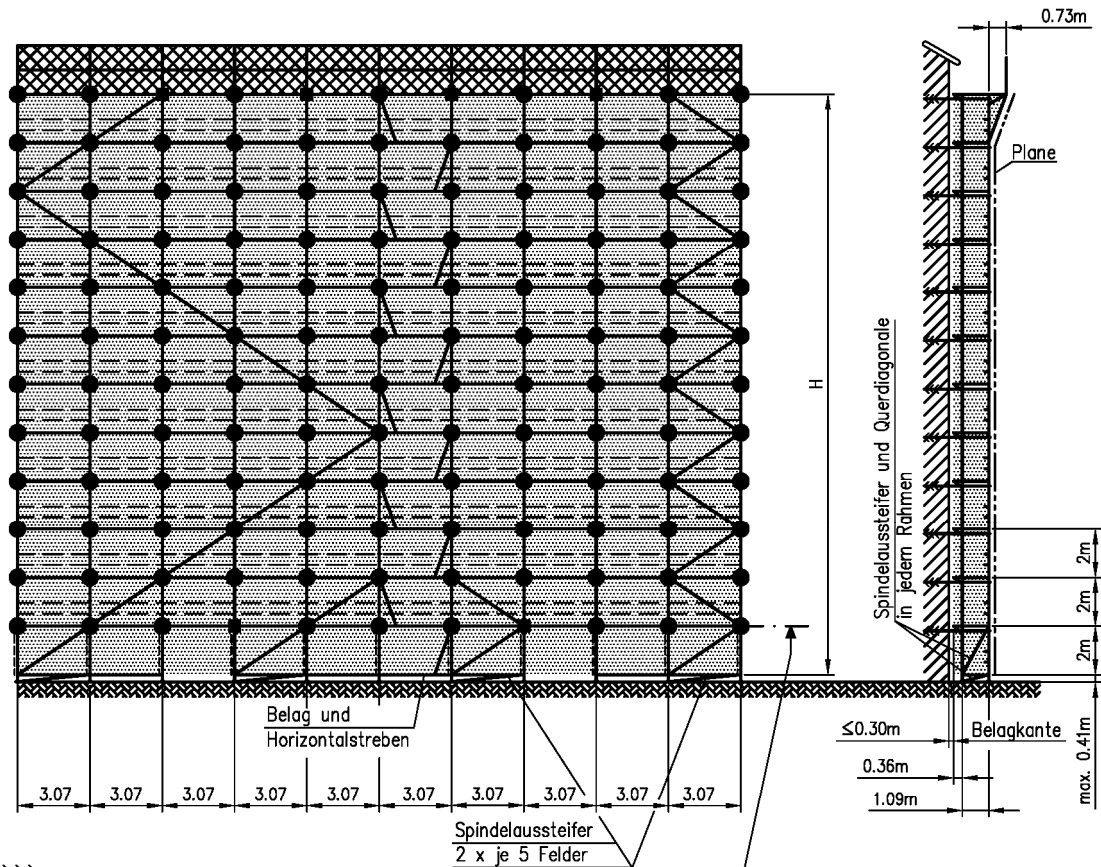 0.73m
Plane
H
Spindelaussteifer und Querdiagonale
in jedem Rahmen
2m
2m
2m
Belag und
Horizontalstreben
≤0.30m
Belagkante
0.36m
1.09m
max. 0.41m
3.07 3.07 3.07 3.07 3.07 3.07 3.07 3.07 3.07 3.07
Spindelaussteifer
2 x je 5 Felder